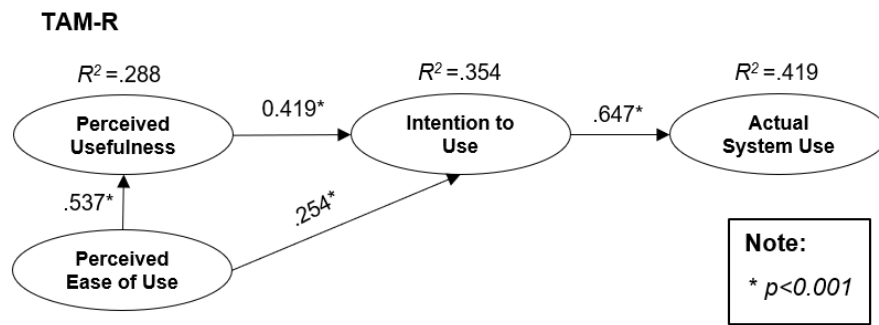 TAM-R
R² =.288
R² =.354
R² =.419
Perceived
Usefulness
0.419*
Intention to
Use
.647*
Actual
System Use
.537*
.254*
Perceived
Ease of Use
Note:
* p<0.001